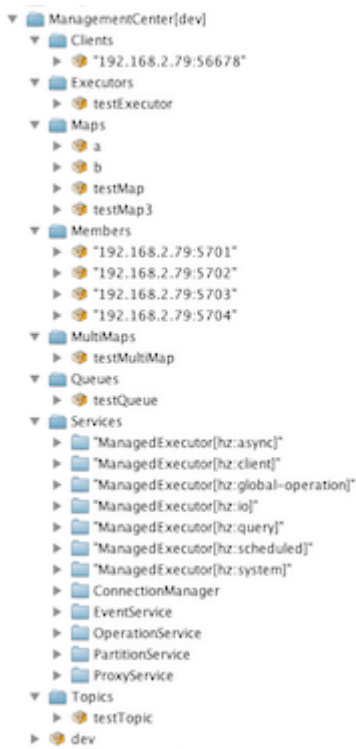 ManagementCenter[dev]
Clients
"192.168.2.79:56678"
Executors
testExecutor
Maps
a
b
testMap
testMap3
Members
"192.168.2.79:5701"
"192.168.2.79:5702"
"192.168.2.79:5703"
"192.168.2.79:5704"
MultiMaps
testMultiMap
Queues
testQueue
Services
"ManagedExecutor[hz:async]"
"ManagedExecutor[hz:client]"
"ManagedExecutor[hz:global-operation]"
"ManagedExecutor[hz:io]"
"ManagedExecutor[hz:query]"
"ManagedExecutor[hz:scheduled]"
"ManagedExecutor[hz:system]"
ConnectionManager
EventService
OperationService
PartitionService
ProxyService
Topics
testTopic
dev